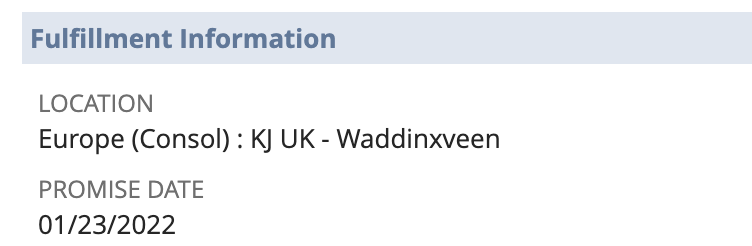 Fulfillment Information
LOCATION
Europe (Consol) : KJ UK - Waddinxveen
PROMISE DATE
01/23/2022